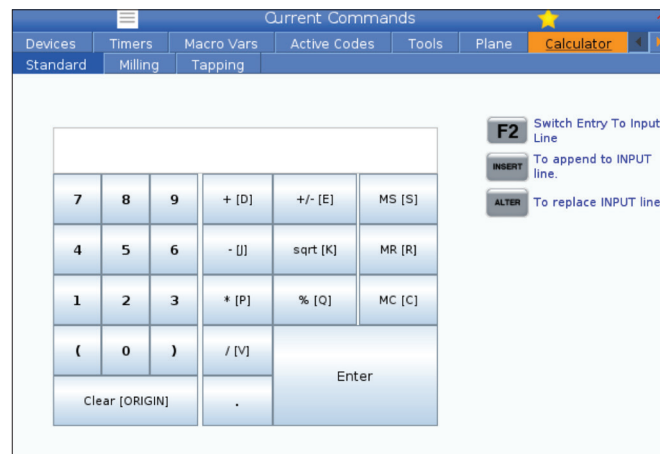 Current Commands
Devices Timers Macro Vars Active Codes Tools Plane Calculator
Standard Milling Tapping
F2 Switch Entry To Input
Line
INSERT To append to INPUT
line.
ALTER To replace INPUT line
7 8 9 + [D] +/- [E] MS [S]
4 5 6 - [J] sqrt [K] MR [R]
1 2 3 * [P] % [Q] MC [C]
( 0 ) / [V] Enter
Clear [ORIGIN] .